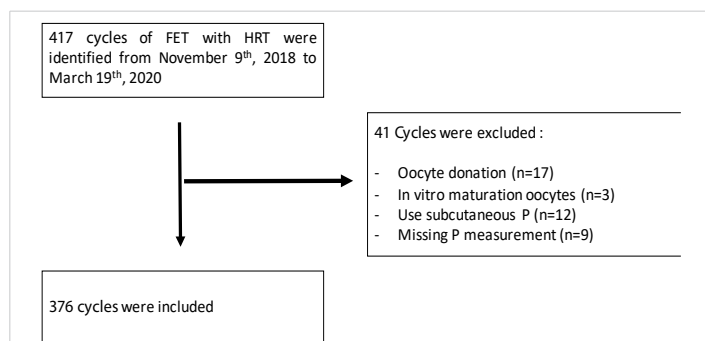 417 cycles of FET with HRT were
identified from November 9th, 2018 to
March 19th, 2020
41 Cycles were excluded :
- Oocyte donation (n=17)
- In vitro maturation oocytes (n=3)
- Use subcutaneous P (n=12)
- Missing P measurement (n=9)
376 cycles were included